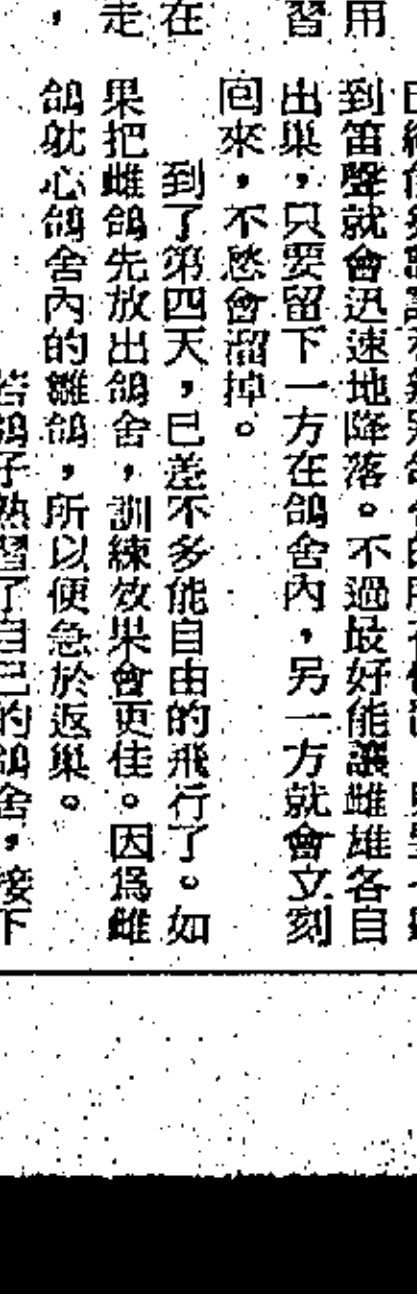 用
習
在
走
，
到笛聲就會迅速地降落。不過最好能讓雌雄各自
出巢，只要留下一方在鴿舍內，另一方就會立刻
回來，不愁會溜掉。
到了第四天，已差不多能自由的飛行了。如
果把雌鴿先放出鴿舍，訓練效果會更佳。因爲雌
鴿躭心鴿舍內的雛鴿，所以便急於返巢。
若鴿子熟習了自己的鴿舍，接下